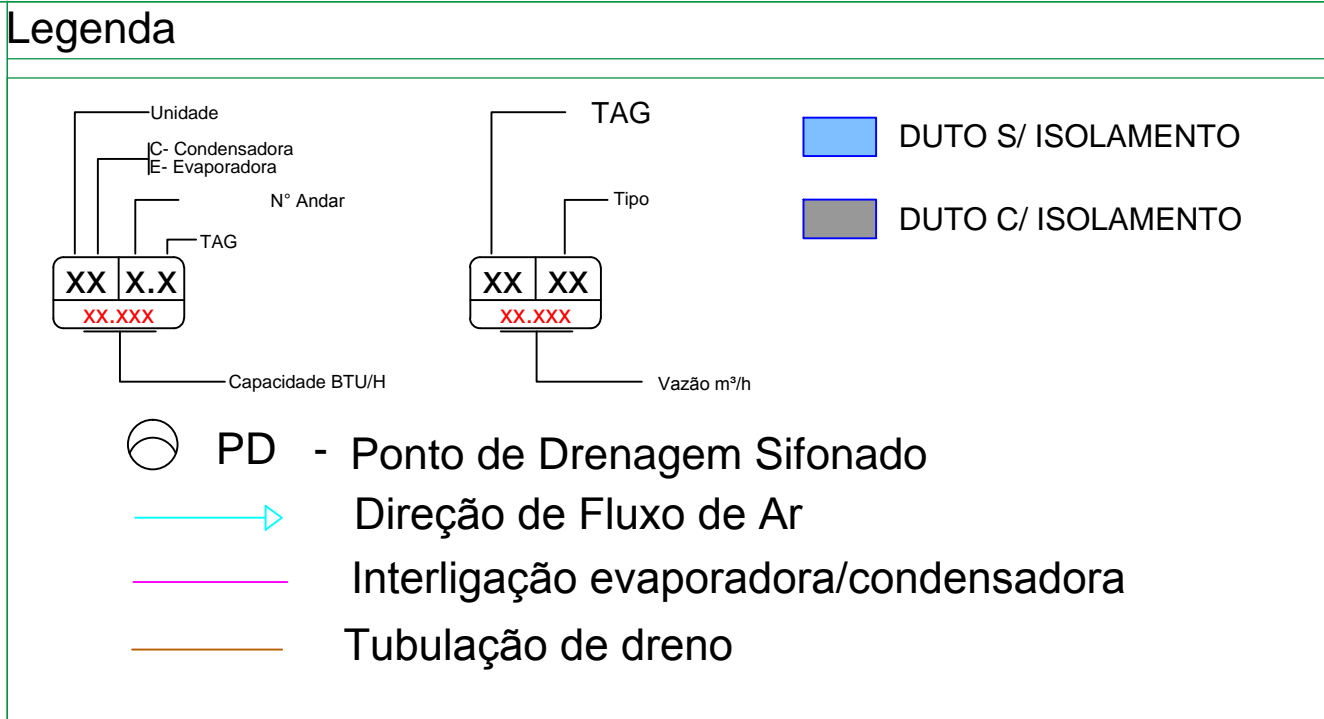 Legenda
Unidade
C- Condensadora
E- Evaporadora
N° Andar
TAG
xx x.x
xx.xxx
Capacidade BTU/H
TAG
Tipo
xx xx
xx.xxx
Vazão m³/h
DUTO S/ ISOLAMENTO
DUTO C/ ISOLAMENTO
PD - Ponto de Drenagem Sifonado
Direção de Fluxo de Ar
Interligação evaporadora/condensadora
Tubulação de dreno